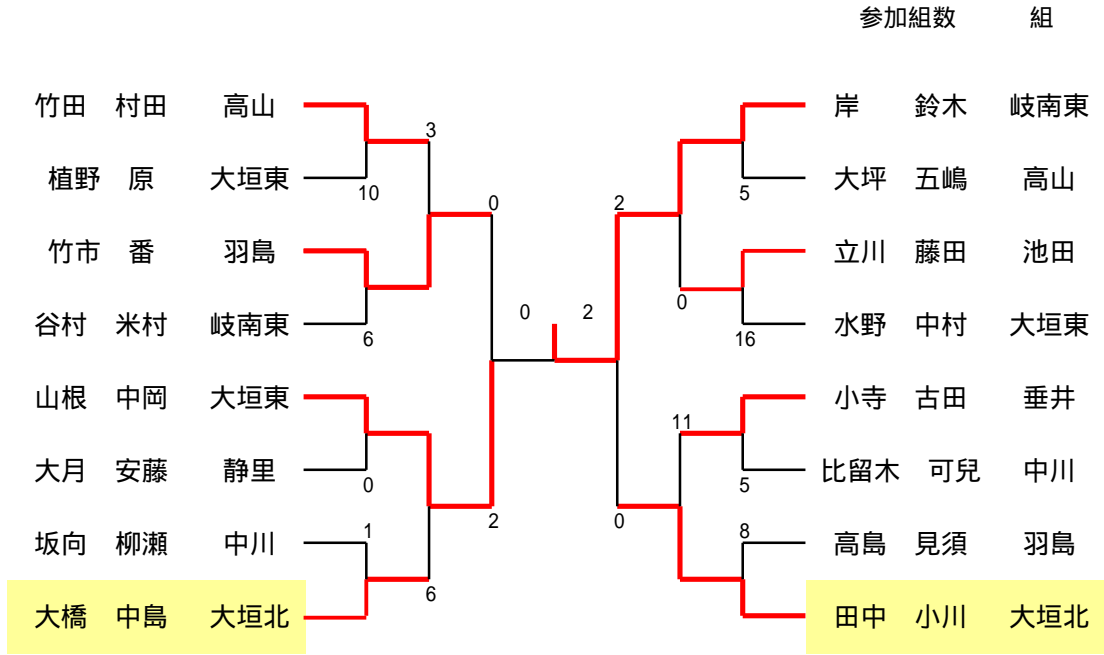 参加組数 組
竹田 村田 高山
3
植野 原 大垣東
10
0
竹市 番 羽島
谷村 米村 岐南東
6
山根 中岡 大垣東
大月 安藤 静里
0
坂向 柳瀬 中川
1
2
大橋 中島 大垣北
6
0 2
岸 鈴木 岐南東
大坪 五嶋 高山
5
2
立川 藤田 池田
0
水野 中村 大垣東
16
小寺 古田 垂井
11
比留木 可兒 中川
5
高島 見須 羽島
8
0
田中 小川 大垣北